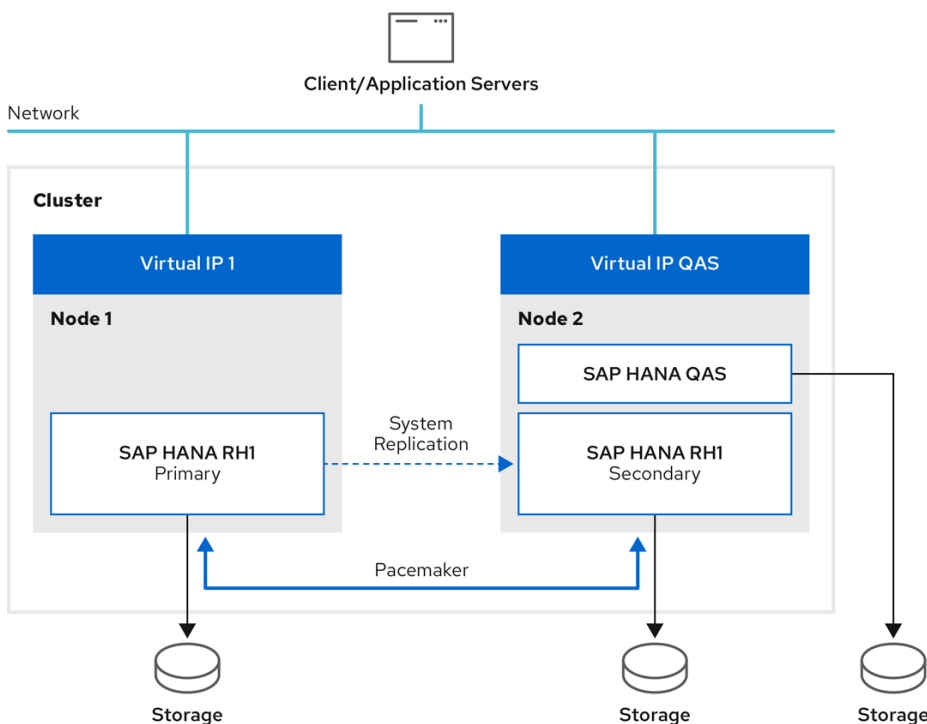 Client/Application Servers
Network
Cluster
Virtual IP 1
Virtual IP QAS
Node 1
Node 2
SAP HANA QAS
SAP HANA RH1
Primary
System
Replication
SAP HANA RH1
Secondary
Pacemaker
Storage
Storage
Storage